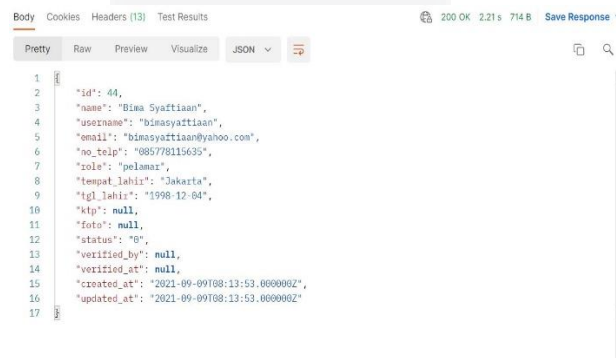 Body Cookies Headers (13) Test Results 200 OK 2.21 s 714 B Save Response
Pretty Raw Preview Visualize JSON
1 {
2 "id": 44,
3 "name": "Bima Syaftiaan",
4 "username": "bimasyaftiaan",
5 "email": "bimasyaftiaan@yahoo.com",
6 "no_telp": "085778115635",
7 "role": "pelamar",
8 "tempat_lahir": "Jakarta",
9 "tgl_lahir": "1998-12-04",
10 "ktp": null,
11 "foto": null,
12 "status": "0",
13 "verified_by": null,
14 "verified_at": null,
15 "created_at": "2021-09-09T08:13:53.000000Z",
16 "updated_at": "2021-09-09T08:13:53.000000Z"
17 }